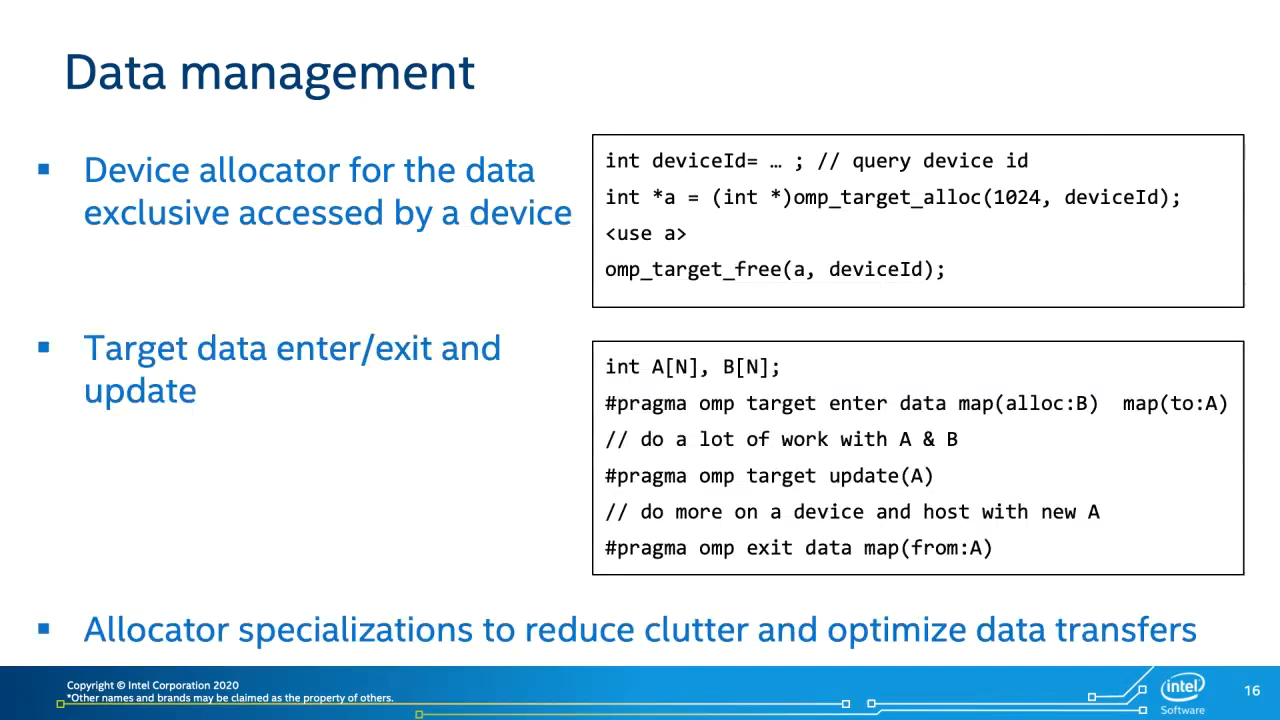 Data management
▪ Device allocator for the data
exclusive accessed by a device
int deviceId= … ; // query device id
int *a = (int *)omp_target_alloc(1024, deviceId);
<use a>
omp_target_free(a, deviceId);
▪ Target data enter/exit and
update
int A[N], B[N];
#pragma omp target enter data map(alloc:B)  map(to:A)
// do a lot of work with A & B
#pragma omp target update(A)
// do more on a device and host with new A
#pragma omp exit data map(from:A)
▪ Allocator specializations to reduce clutter and optimize data transfers
Copyright © Intel Corporation 2020
*Other names and brands may be claimed as the property of others.
intel
Software
16